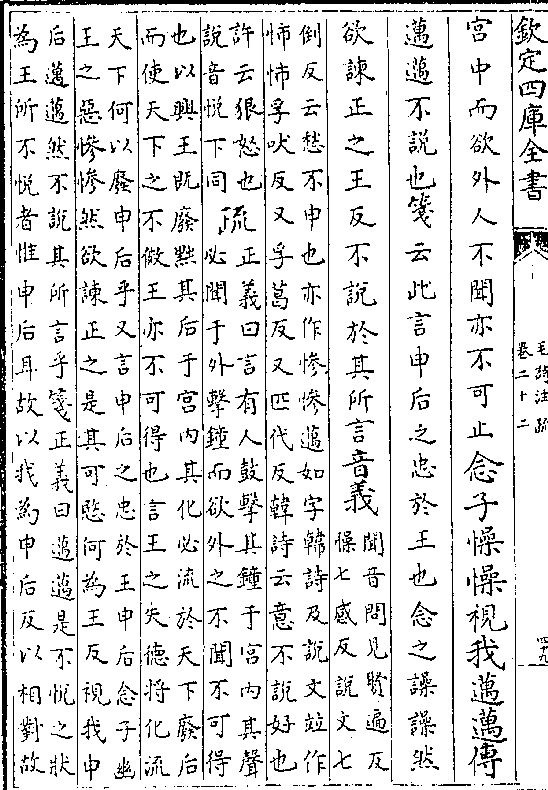 欽定四庫全書
毛詩注疏
卷二十二
四十九
宮中而欲外人不聞亦不可止念子懆懆視我邁邁傳
邁邁不說也箋云此言申后之忠於王也念之懆懆然
欲諫正之王反不說於其所言音義
聞音問見賢遍反
懆七感反說文七
倒反云愁不申也亦作慘慘邁如字韓詩及說文竝作
怖怖孚吠反又孚葛反又匹代反韓詩云意不說好也
許云狠怒也
說音悅下同
疏
正義曰言有人鼓擊其鐘于宮內其聲
必聞于外擊鐘而欲外之不聞不可得
也以興王既廢黜其后于宮內其化必流於天下廢后
而使天下之不倣王亦不可得也言王之失德將化流
天下何以廢申后乎又言申后之忠於王申后念子幽
王之惡慘慘然欲諫正之是其可愍何為王反視我申
后邁邁然不說其所言乎箋正義曰邁邁是不悅之狀
為王所不悅者惟申后耳故以我為申后反以相對故